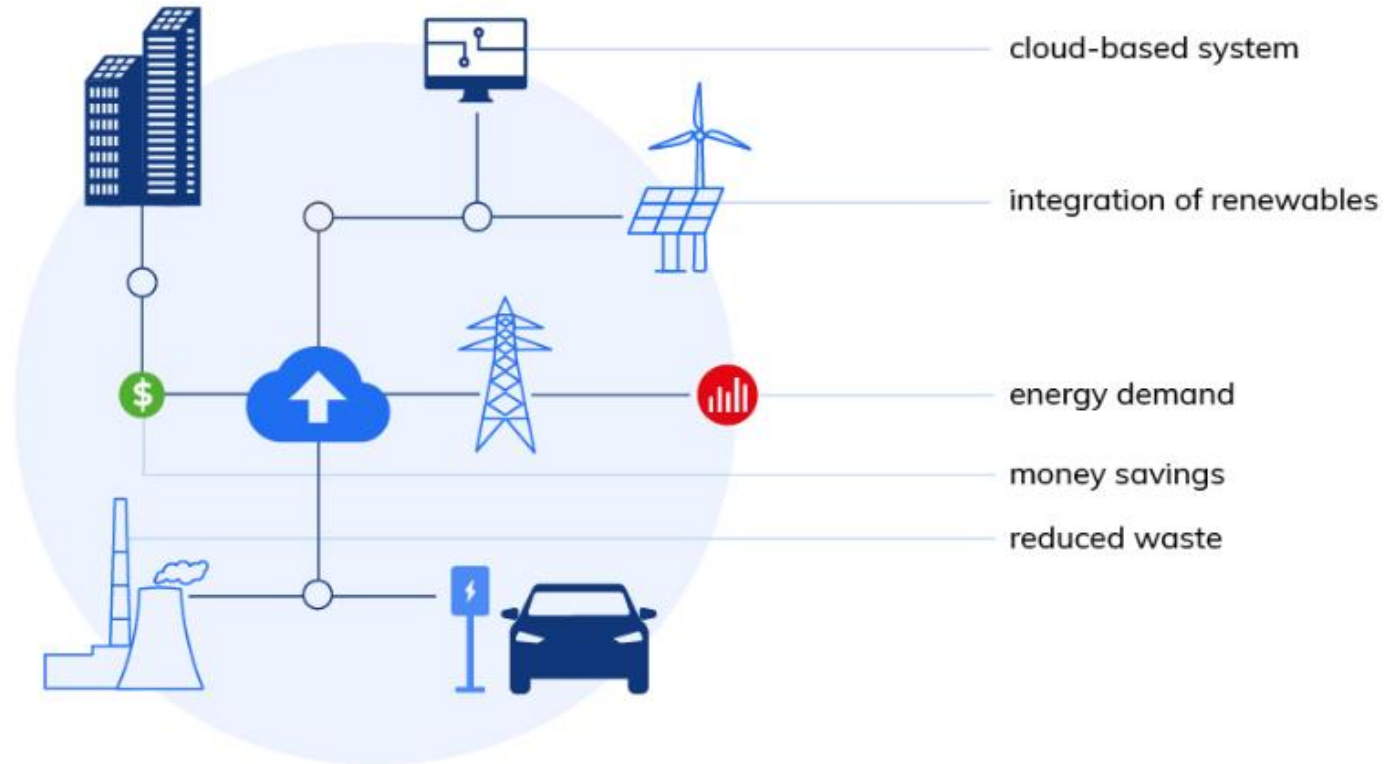 cloud-based system
integration of renewables
energy demand
$
money savings
reduced waste